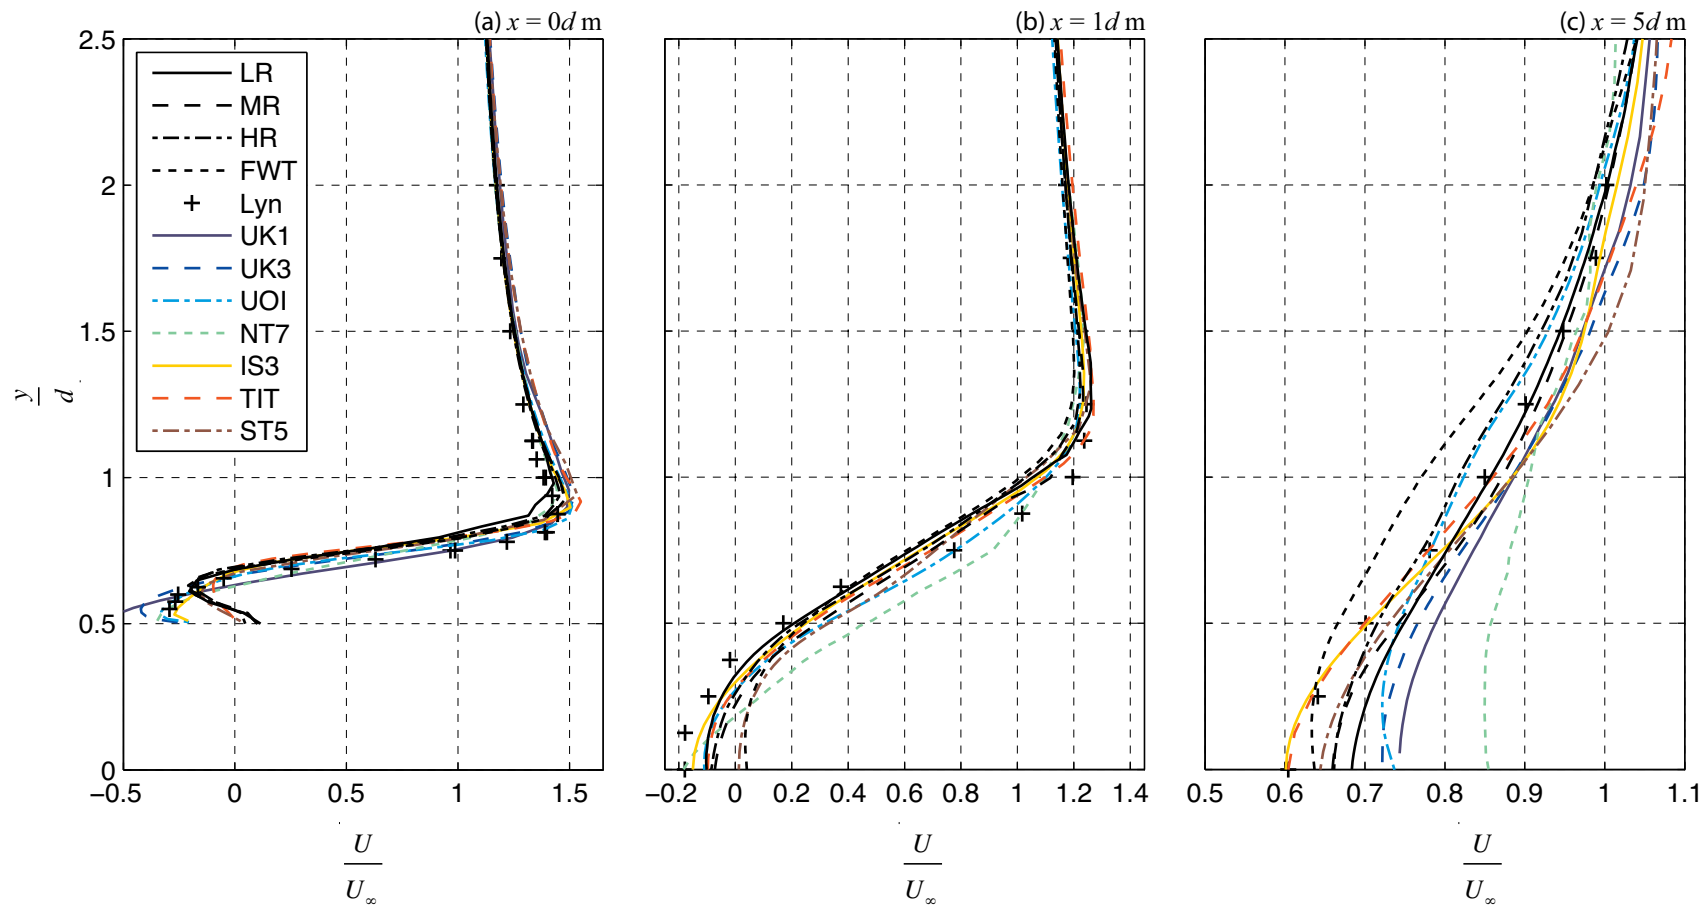 (a) x = 0d m
(b) x = 1d m
(c) x = 5d m
2.5
2
1.5
1
0.5
0
y
d
LR
MR
HR
FWT
Lyn
UK1
UK3
UOI
NT7
IS3
TIT
ST5
−0.5 0 0.5 1 1.5
−0.2 0 0.2 0.4 0.6 0.8 1 1.2 1.4
0.5 0.6 0.7 0.8 0.9 1 1.1
U
U∞
U
U∞
U
U∞